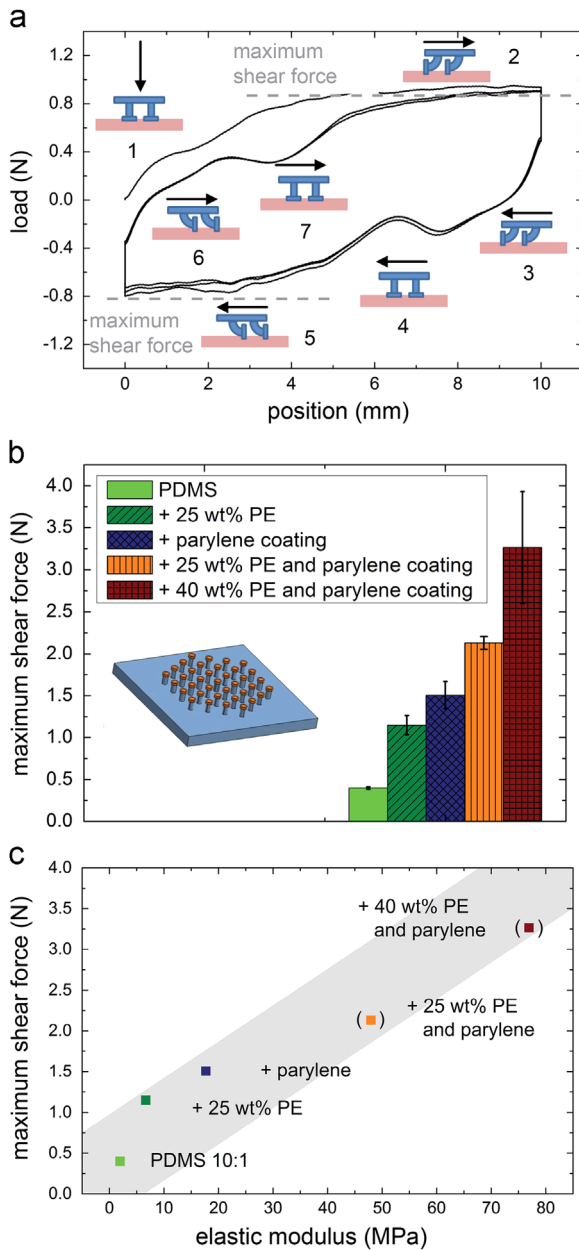 a
1.2
0.8
0.4
0.0
-0.4
-0.8
-1.2
load (N)
maximum
shear force
2
1
7
6
3
4
5
maximum
shear force
0 2 4 6 8 10
position (mm)
b
4.0
3.5
3.0
2.5
2.0
1.5
1.0
0.5
0.0
maximum shear force (N)
PDMS
+ 25 wt% PE
+ parylene coating
+ 25 wt% PE and parylene coating
+ 40 wt% PE and parylene coating
c
4.0
3.5
3.0
2.5
2.0
1.5
1.0
0.5
0.0
maximum shear force (N)
+ 40 wt% PE
and parylene
( )
( )
+ 25 wt% PE
and parylene
+ parylene
+ 25 wt% PE
PDMS 10:1
0 10 20 30 40 50 60 70 80
elastic modulus (MPa)